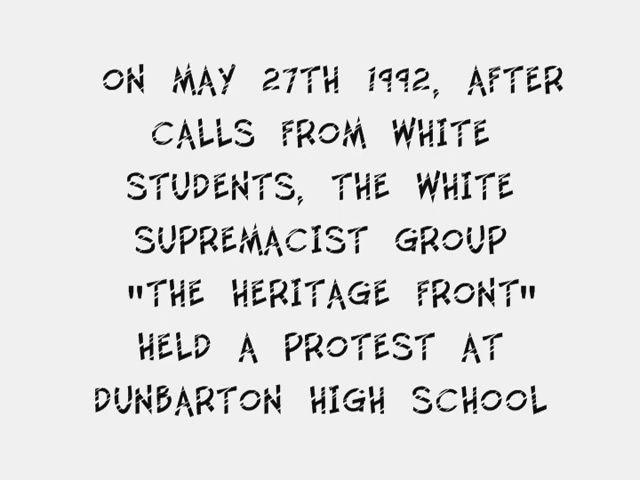 ON MAY 27TH 1992, AFTER
CALLS FROM WHITE
STUDENTS, THE WHITE
SUPREMACIST GROUP
"THE HERITAGE FRONT"
HELD A PROTEST AT
DUNBARTON HIGH SCHOOL